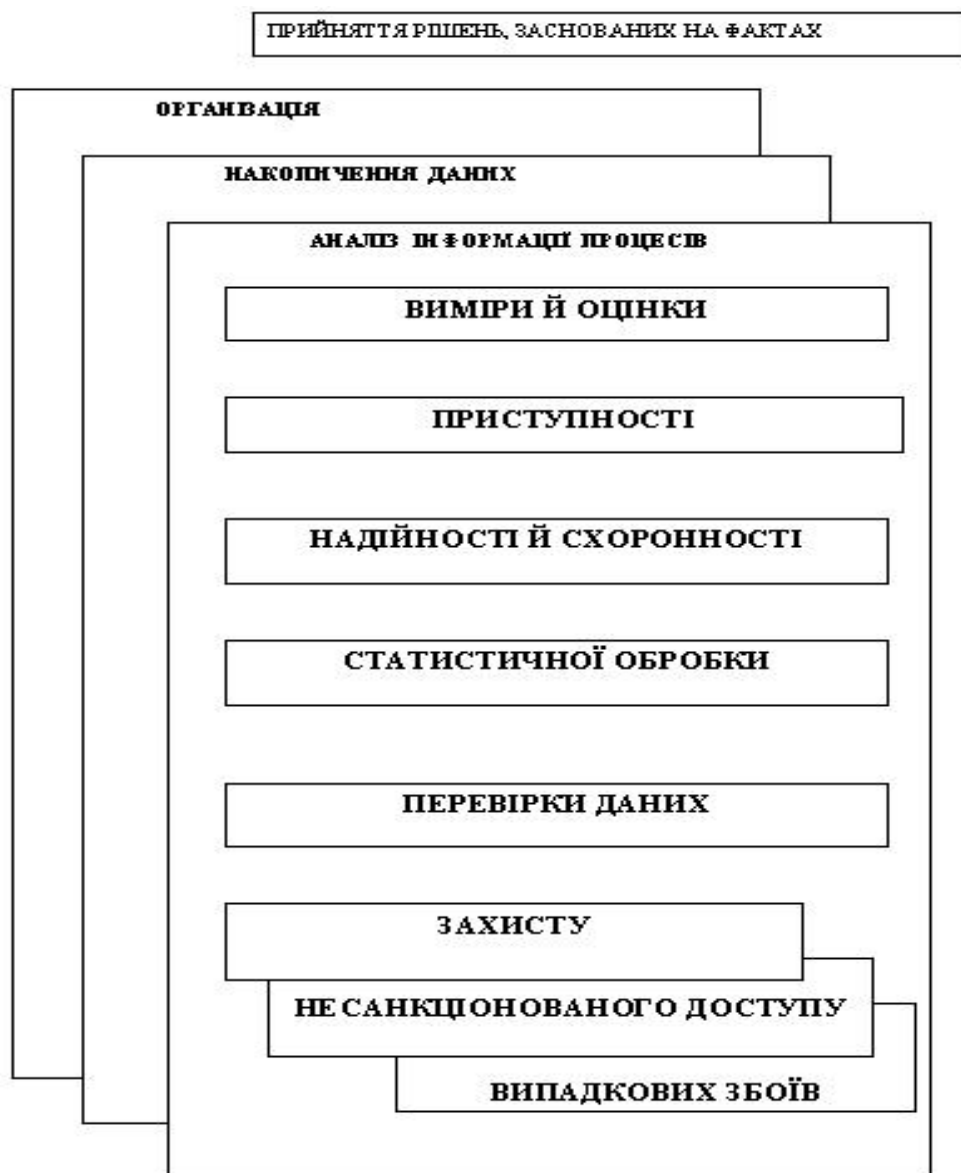 ПРИЙНЯТТЯ РІШЕНЬ, ЗАСНОВАНИХ НА ФАКТАХ
ОРГАНІЗАЦІЯ
НАКОПИЧЕННЯ ДАНИХ
АНАЛІЗ ІНФОРМАЦІЇ ПРОЦЕСІВ
ВИМІРИ Й ОЦІНКИ
ПРИСТУПНОСТІ
НАДІЙНОСТІ Й СХОРОННОСТІ
СТАТИСТИЧНОЇ ОБРОБКИ
ПЕРЕВІРКИ ДАНИХ
ЗАХИСТУ
НЕСАНКЦІОНОВАНОГО ДОСТУПУ
ВИПАДКОВИХ ЗБОЇВ